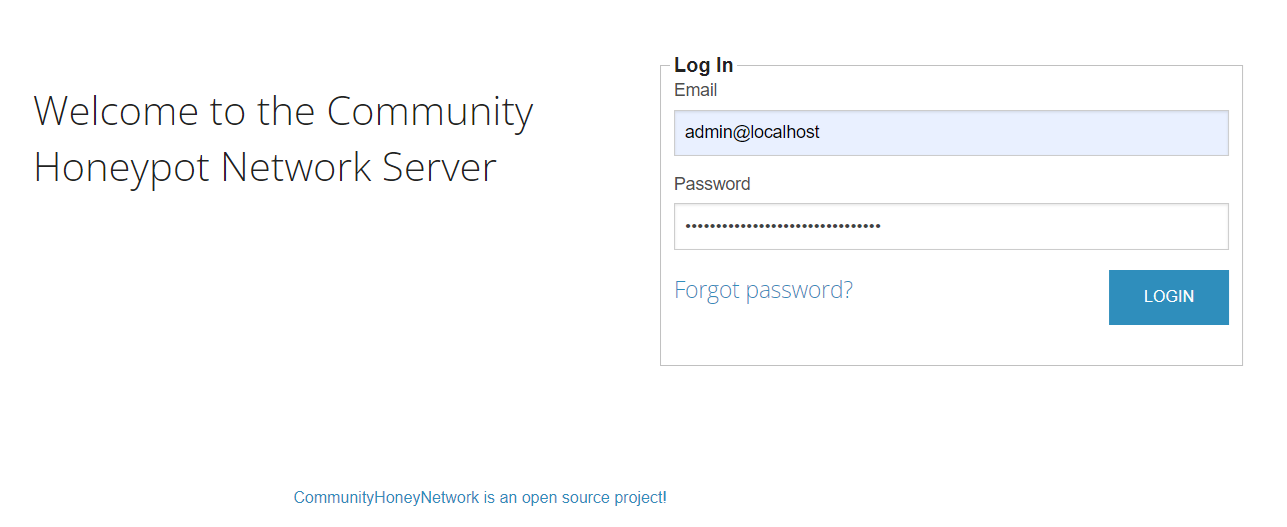 Welcome to the Community
Honeypot Network Server
Log In
Email
admin@localhost
Password
••••••••••••••••••••••••••••••••
Forgot password?
LOGIN
CommunityHoneyNetwork is an open source project!